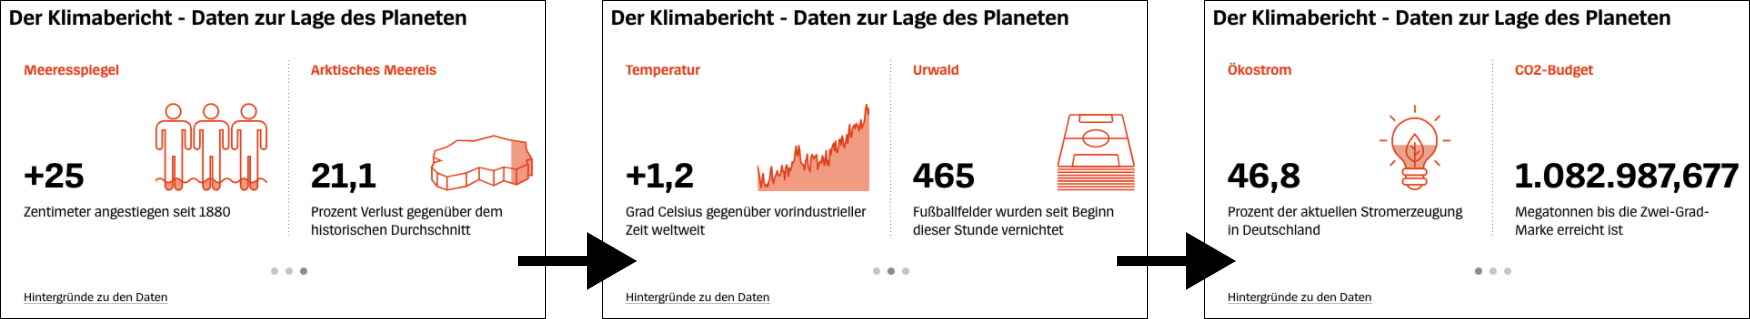 Der Klimabericht - Daten zur Lage des Planeten
Meeresspiegel
+25
Zentimeter angestiegen seit 1880
Arktisches Meereis
21,1
Prozent Verlust gegenüber dem
historischen Durchschnitt
Hintergründe zu den Daten
Der Klimabericht - Daten zur Lage des Planeten
Temperatur
+1,2
Grad Celsius gegenüber vorindustrieller
Zeit weltweit
Urwald
465
Fußballfelder wurden seit Beginn
dieser Stunde vernichtet
Hintergründe zu den Daten
Der Klimabericht - Daten zur Lage des Planeten
Ökostrom
46,8
Prozent der aktuellen Stromerzeugung
in Deutschland
CO2-Budget
1.082.987,677
Megatonnen bis die Zwei-Grad-
Marke erreicht ist
Hintergründe zu den Daten